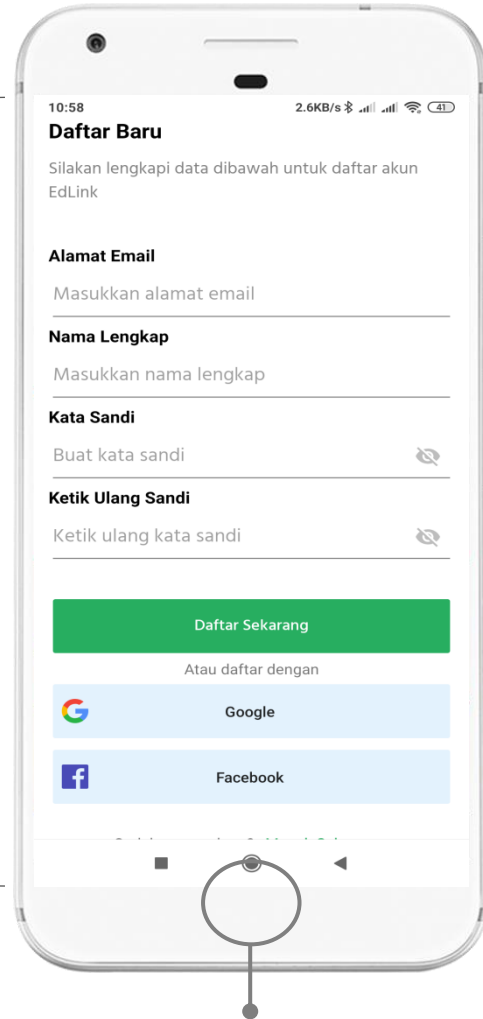 10:58
2.6KB/s 41
Daftar Baru
Silakan lengkapi data dibawah untuk daftar akun
EdLink
Alamat Email
Masukkan alamat email
Nama Lengkap
Masukkan nama lengkap
Kata Sandi
Buat kata sandi
Ketik Ulang Sandi
Ketik ulang kata sandi
Daftar Sekarang
Atau daftar dengan
Google
Facebook